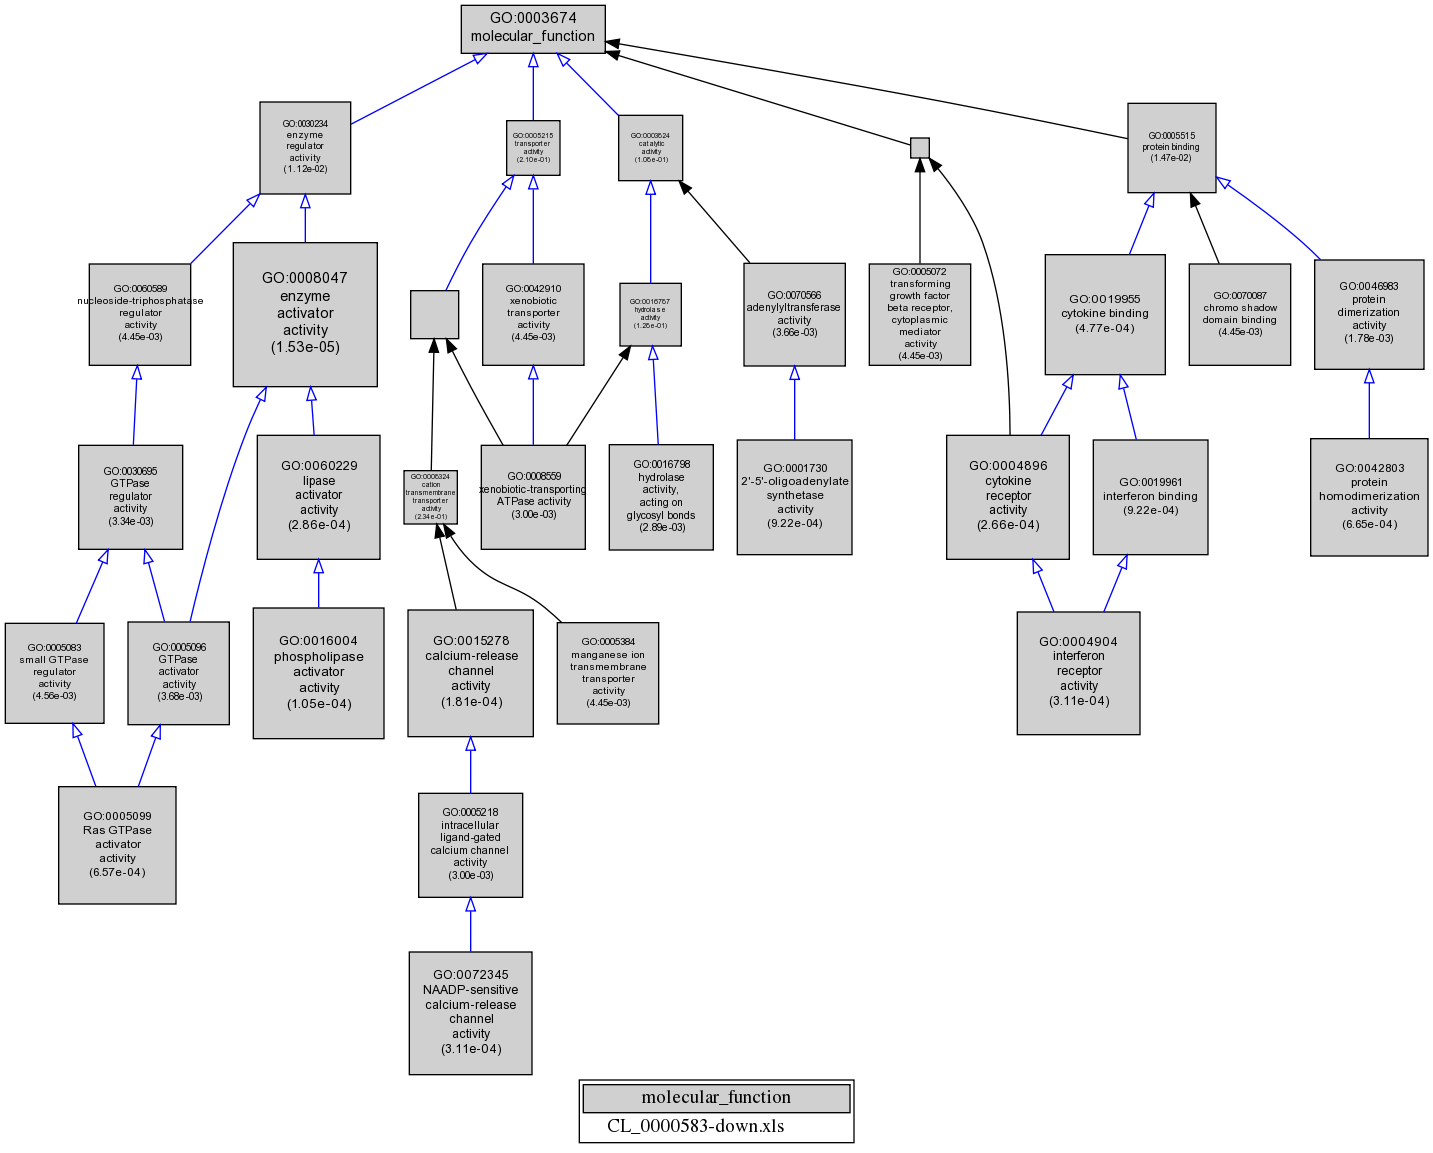 GO:0003674
molecular_function
GO:0030234
enzyme
regulator
activity
(1.12e-02)
GO:0005215
transporter
activity
(2.10e-01)
GO:0003824
catalytic
activity
(1.06e-01)
GO:0005515
protein binding
(1.47e-02)
GO:0060589
nucleoside-triphosphatase
regulator
activity
(4.45e-03)
GO:0008047
enzyme
activator
activity
(1.53e-05)
GO:0042910
xenobiotic
transporter
activity
(4.45e-03)
GO:0016787
hydrolase
activity
(1.26e-01)
GO:0070566
adenylyltransferase
activity
(3.66e-03)
GO:0005072
transforming
growth factor
beta receptor,
cytoplasmic
mediator
activity
(4.45e-03)
GO:0019955
cytokine binding
(4.77e-04)
GO:0070087
chromo shadow
domain binding
(4.45e-03)
GO:0046983
protein
dimerization
activity
(1.78e-03)
GO:0030695
GTPase
regulator
activity
(3.34e-03)
GO:0060229
lipase
activator
activity
(2.86e-04)
GO:0008324
cation
transmembrane
transporter
activity
(2.34e-01)
GO:0008559
xenobiotic-transporting
ATPase activity
(3.00e-03)
GO:0016798
hydrolase
activity,
acting on
glycosyl bonds
(2.89e-03)
GO:0001730
2'-5'-oligoadenylate
synthetase
activity
(9.22e-04)
GO:0004896
cytokine
receptor
activity
(2.66e-04)
GO:0019961
interferon binding
(9.22e-04)
GO:0042803
protein
homodimerization
activity
(6.65e-04)
GO:0005083
small GTPase
regulator
activity
(4.56e-03)
GO:0005096
GTPase
activator
activity
(3.68e-03)
GO:0016004
phospholipase
activator
activity
(1.05e-04)
GO:0015278
calcium-release
channel
activity
(1.81e-04)
GO:0005384
manganese ion
transmembrane
transporter
activity
(4.45e-03)
GO:0004904
interferon
receptor
activity
(3.11e-04)
GO:0005099
Ras GTPase
activator
activity
(6.57e-04)
GO:0005218
intracellular
ligand-gated
calcium channel
activity
(3.00e-03)
GO:0072345
NAADP-sensitive
calcium-release
channel
activity
(3.11e-04)
molecular_function
CL_0000583-down.xls